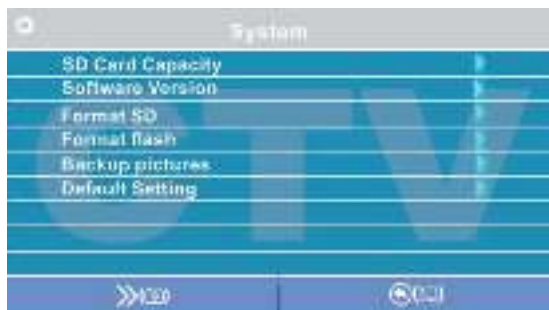 System
SD Card Capacity
Software Version
Format SD
Format flash
Backup pictures
Default Setting
CTV